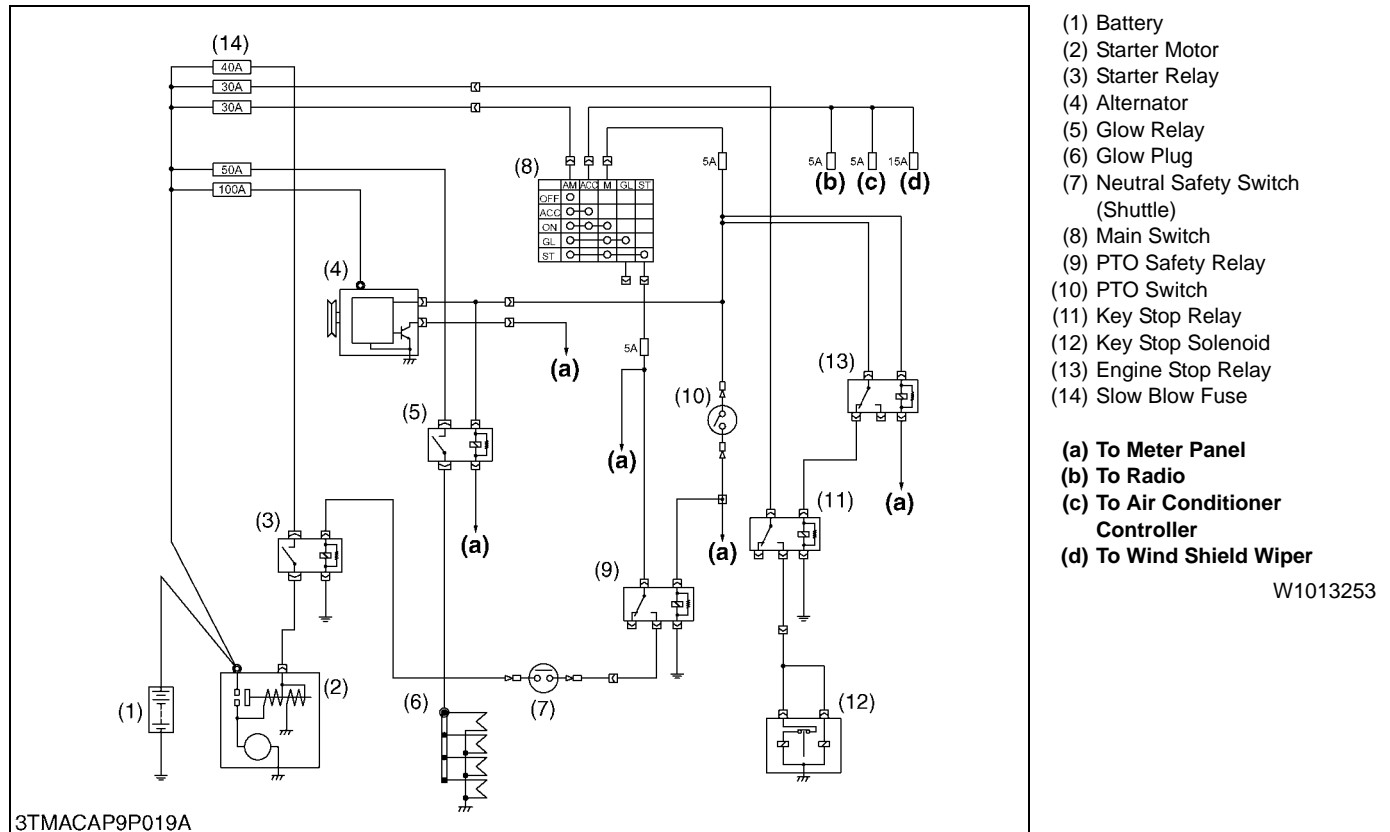 (14)
40A
30A
30A
50A
100A
(8)
AM ACC M GL ST
OFF
ACC
ON
GL
ST
5A
5A
5A
15A
(b) (c) (d)
(4)
(a)
5A
(10)
(13)
(5)
(a)
(a)
(3)
(a)
(a)
(11)
(9)
(1)
(2)
(6)
(7)
(12)
3TMACAP9P019A
(1) Battery
(2) Starter Motor
(3) Starter Relay
(4) Alternator
(5) Glow Relay
(6) Glow Plug
(7) Neutral Safety Switch
(Shuttle)
(8) Main Switch
(9) PTO Safety Relay
(10) PTO Switch
(11) Key Stop Relay
(12) Key Stop Solenoid
(13) Engine Stop Relay
(14) Slow Blow Fuse
(a) To Meter Panel
(b) To Radio
(c) To Air Conditioner
Controller
(d) To Wind Shield Wiper
W1013253